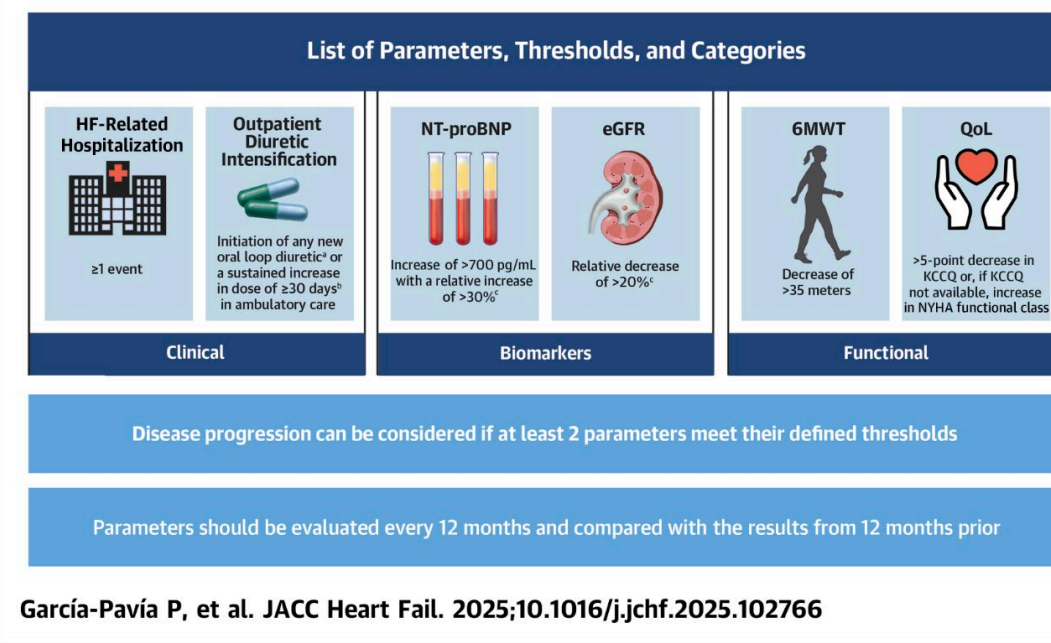 List of Parameters, Thresholds, and Categories
HF-Related
Hospitalization
≥1 event
Outpatient
Diuretic
Intensification
Initiation of any new
oral loop diureticᵃ or
a sustained increase
in dose of ≥30 daysᵇ
in ambulatory care
Clinical
NT-proBNP
Increase of >700 pg/mL
with a relative increase
of >30%ᶜ
eGFR
Relative decrease
of >20%ᶜ
Biomarkers
6MWT
Decrease of
>35 meters
QoL
>5-point decrease in
KCCQ or, if KCCQ
not available, increase
in NYHA functional class
Functional
Disease progression can be considered if at least 2 parameters meet their defined thresholds
Parameters should be evaluated every 12 months and compared with the results from 12 months prior
García-Pavía P, et al. JACC Heart Fail. 2025;10.1016/j.jchf.2025.102766